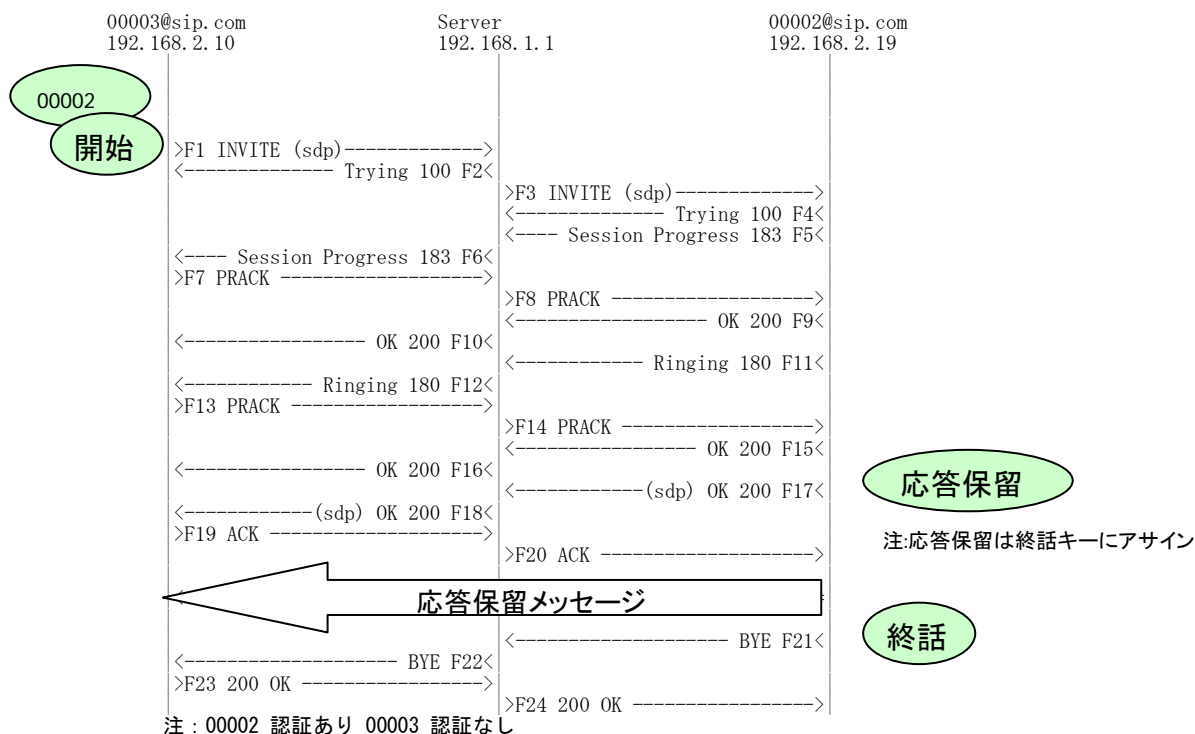 00003@sip.com Server 00002@sip.com
192.168.2.10 192.168.1.1 192.168.2.19
00002
開始
>F1 INVITE (sdp)------------->
<-------------- Trying 100 F2<
>F3 INVITE (sdp)------------->
<-------------- Trying 100 F4<
<---- Session Progress 183 F5<
<---- Session Progress 183 F6<
>F7 PRACK ------------------->
>F8 PRACK ------------------->
<------------------ OK 200 F9<
<----------------- OK 200 F10<
<------------ Ringing 180 F11<
<------------ Ringing 180 F12<
>F13 PRACK ------------------>
>F14 PRACK ------------------>
<----------------- OK 200 F15<
<----------------- OK 200 F16<
<------------(sdp) OK 200 F17<
応答保留
<------------(sdp) OK 200 F18<
>F19 ACK -------------------->
注:応答保留は終話キーにアサイン
>F20 ACK -------------------->
応答保留メッセージ
<-------------------- BYE F21<
終話
<-------------------- BYE F22<
>F23 200 OK ----------------->
>F24 200 OK ----------------->
注：00002 認証あり 00003 認証なし